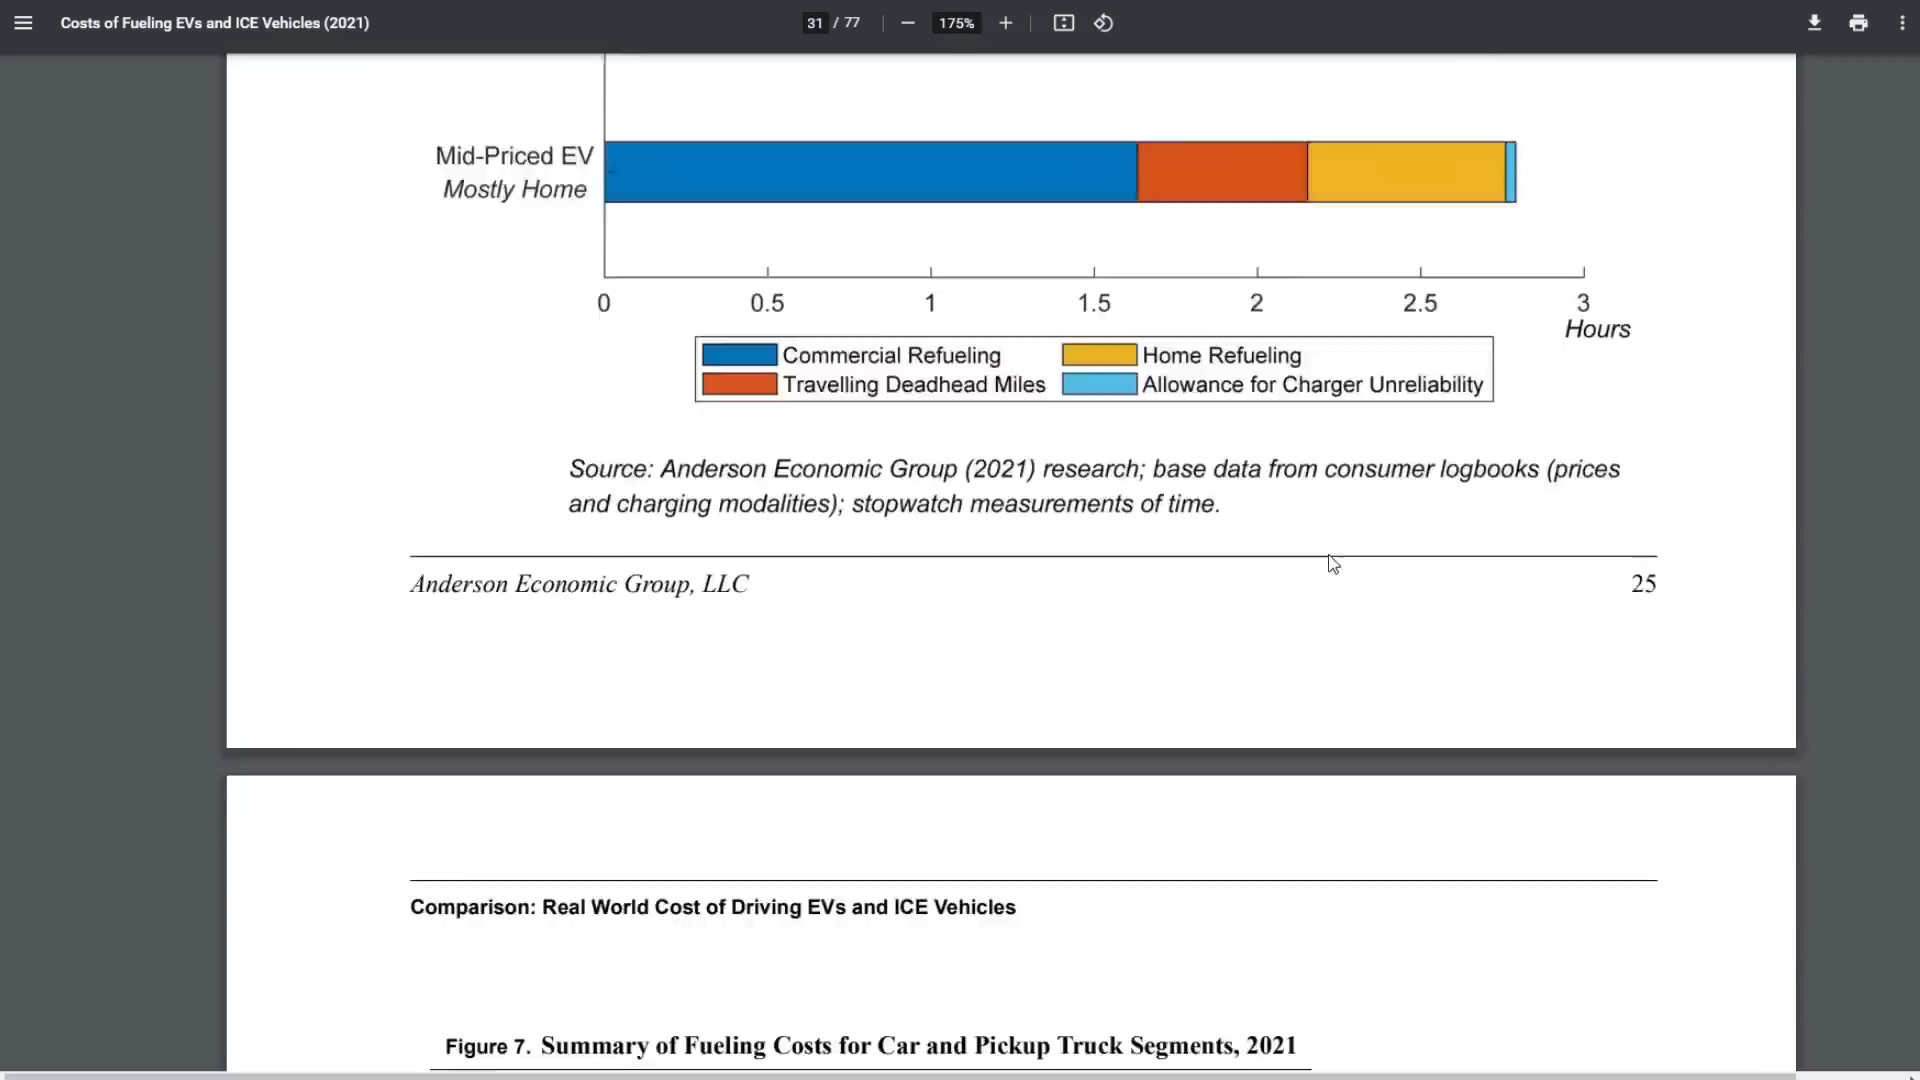 Costs of Fueling EVs and ICE Vehicles (2021)
31 / 77
175%
Mid-Priced EV
Mostly Home
0 0.5 1 1.5 2 2.5 3
Hours
Commercial Refueling Home Refueling
Travelling Deadhead Miles Allowance for Charger Unreliability
Source: Anderson Economic Group (2021) research; base data from consumer logbooks (prices
and charging modalities); stopwatch measurements of time.
Anderson Economic Group, LLC 25
Comparison: Real World Cost of Driving EVs and ICE Vehicles
Figure 7. Summary of Fueling Costs for Car and Pickup Truck Segments, 2021